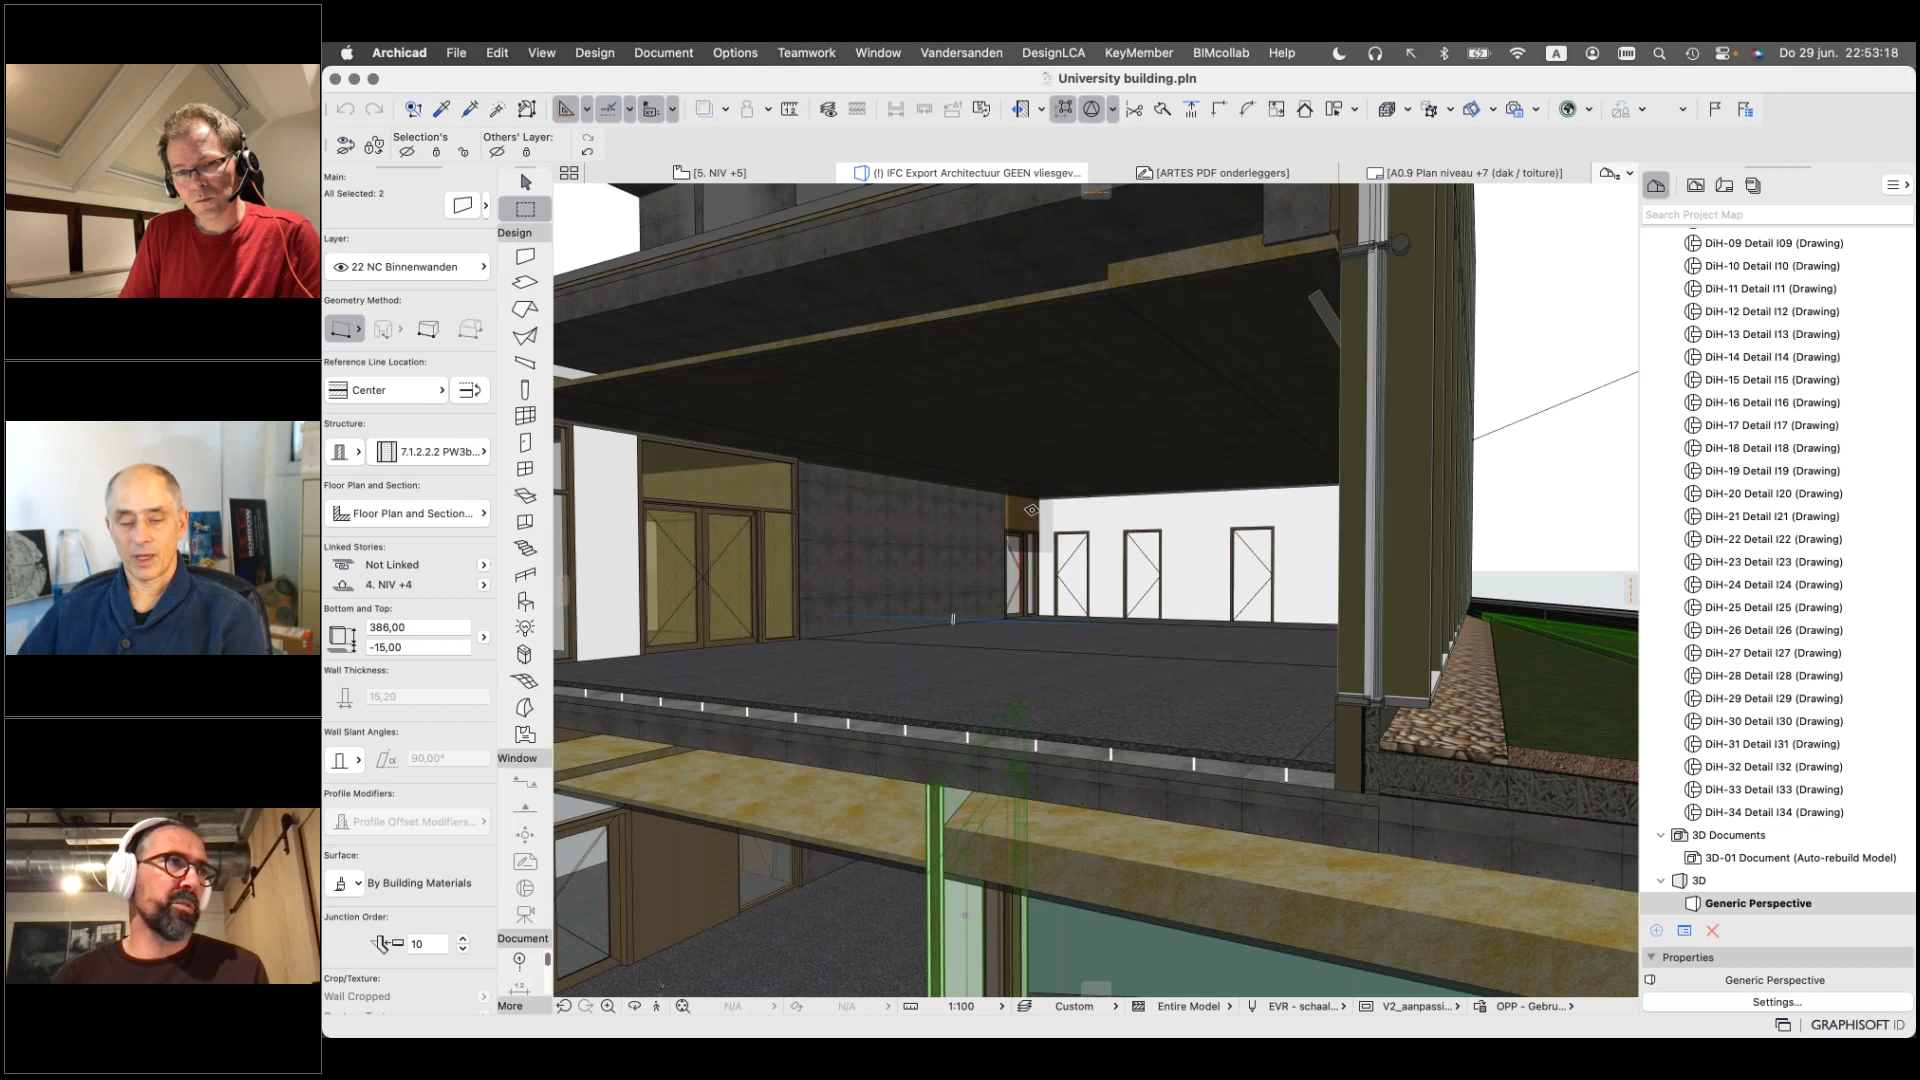 Archicad File Edit View Design Document Options Teamwork Window Vandersanden DesignLCA KeyMember BIMcollab Help A Do 29 jun. 22:53:18
University building.pln
Selection's
Others' Layer:
[5. NIV +5]
(!) IFC Export Architectuur GEEN vliesgev...
[ARTES PDF onderleggers]
[A0.9 Plan niveau +7 (dak / toiture)]
Main:
All Selected: 2
Layer:
22 NC Binnenwanden
Geometry Method:
Reference Line Location:
Center
Structure:
7.1.2.2.2 PW3b...
Floor Plan and Section:
Floor Plan and Section...
Linked Stories:
Not Linked
4. NIV +4
Bottom and Top:
386,00
-15,00
Wall Thickness:
15,20
Wall Slant Angles:
90,00°
Profile Modifiers:
Profile Offset Modifiers...
Surface:
By Building Materials
Junction Order:
10
Crop/Texture:
Wall Cropped
Design
Window
Document
More
N/A
N/A
1:100
Custom
Entire Model
EVR - schaal...
V2_aanpassi...
OPP - Gebru...
Search Project Map
DiH-09 Detail I09 (Drawing)
DiH-10 Detail I10 (Drawing)
DiH-11 Detail I11 (Drawing)
DiH-12 Detail I12 (Drawing)
DiH-13 Detail I13 (Drawing)
DiH-14 Detail I14 (Drawing)
DiH-15 Detail I15 (Drawing)
DiH-16 Detail I16 (Drawing)
DiH-17 Detail I17 (Drawing)
DiH-18 Detail I18 (Drawing)
DiH-19 Detail I19 (Drawing)
DiH-20 Detail I20 (Drawing)
DiH-21 Detail I21 (Drawing)
DiH-22 Detail I22 (Drawing)
DiH-23 Detail I23 (Drawing)
DiH-24 Detail I24 (Drawing)
DiH-25 Detail I25 (Drawing)
DiH-26 Detail I26 (Drawing)
DiH-27 Detail I27 (Drawing)
DiH-28 Detail I28 (Drawing)
DiH-29 Detail I29 (Drawing)
DiH-30 Detail I30 (Drawing)
DiH-31 Detail I31 (Drawing)
DiH-32 Detail I32 (Drawing)
DiH-33 Detail I33 (Drawing)
DiH-34 Detail I34 (Drawing)
3D Documents
3D-01 Document (Auto-rebuild Model)
3D
Generic Perspective
Properties
Generic Perspective
Settings...
GRAPHISOFT ID